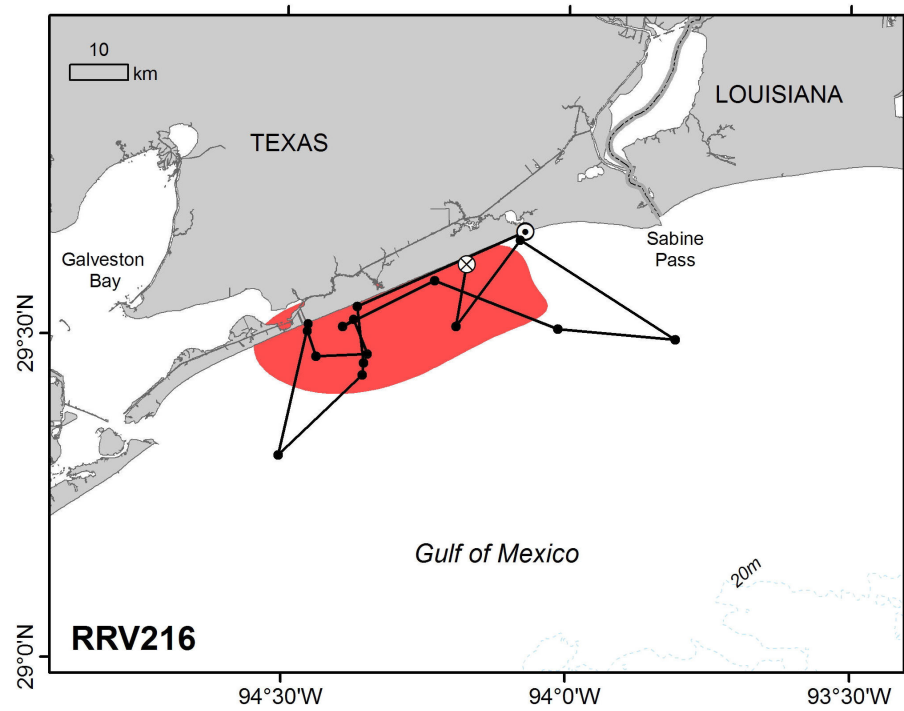 10
km
LOUISIANA
TEXAS
Galveston
Bay
Sabine
Pass
29°30'N
Gulf of Mexico
20m
RRV216
29°0'N
94°30'W
94°0'W
93°30'W